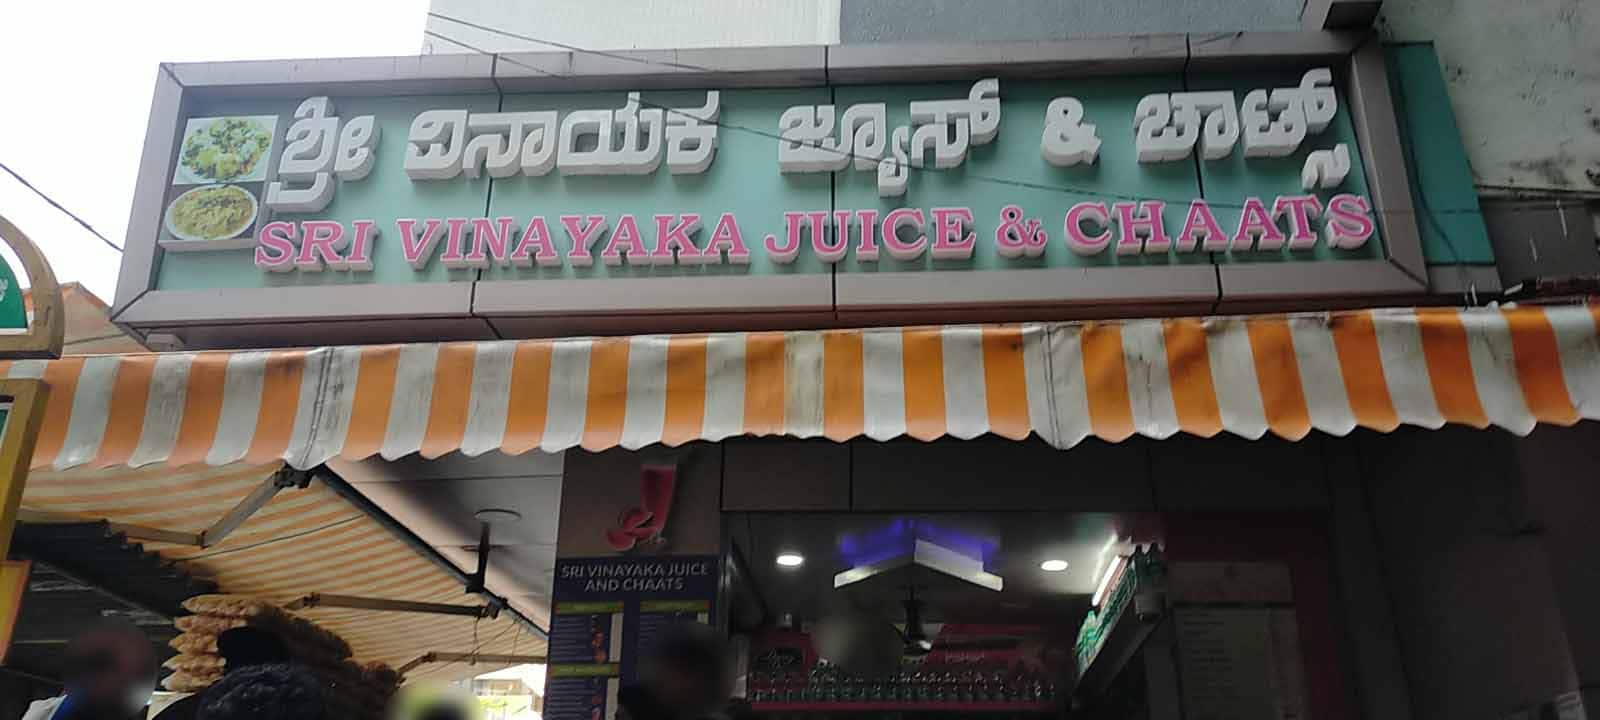 ಶ್ರೀ ವಿನಾಯಕ ಜ್ಯೂಸ್ & ಚಾಟ್ಸ್
SRI VINAYAKA JUICE & CHAATS
SRI VINAYAKA JUICE
AND CHAATS